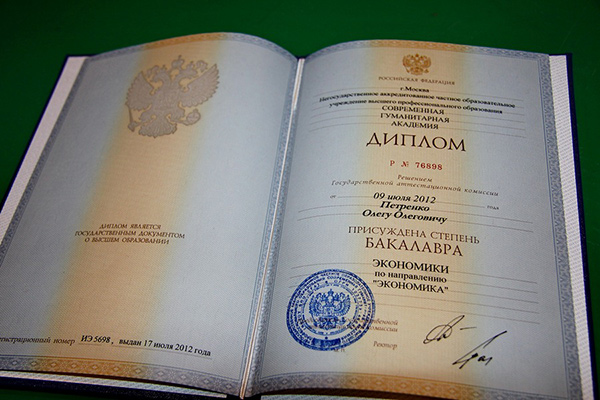 ДИПЛОМ ЯВЛЯЕТСЯ
ГОСУДАРСТВЕННЫМ ДОКУМЕНТОМ
О ВЫСШЕМ ОБРАЗОВАНИИ
номер ИЭ 5698, выдан 17 июля 2012 года
РОССИЙСКАЯ ФЕДЕРАЦИЯ
г.Москва
Негосударственное аккредитованное частное образовательное
учреждение высшего профессионального образования
СОВРЕМЕННАЯ
ГУМАНИТАРНАЯ
АКАДЕМИЯ
ДИПЛОМ
Р № 76898
Решением
Государственной аттестационной комиссии
от 09 июля 2012 года
Петренко
Олегу Олеговичу
ПРИСУЖДЕНА СТЕПЕНЬ
БАКАЛАВРА
ЭКОНОМИКИ
по направлению
"ЭКОНОМИКА"
комиссии
Ректор